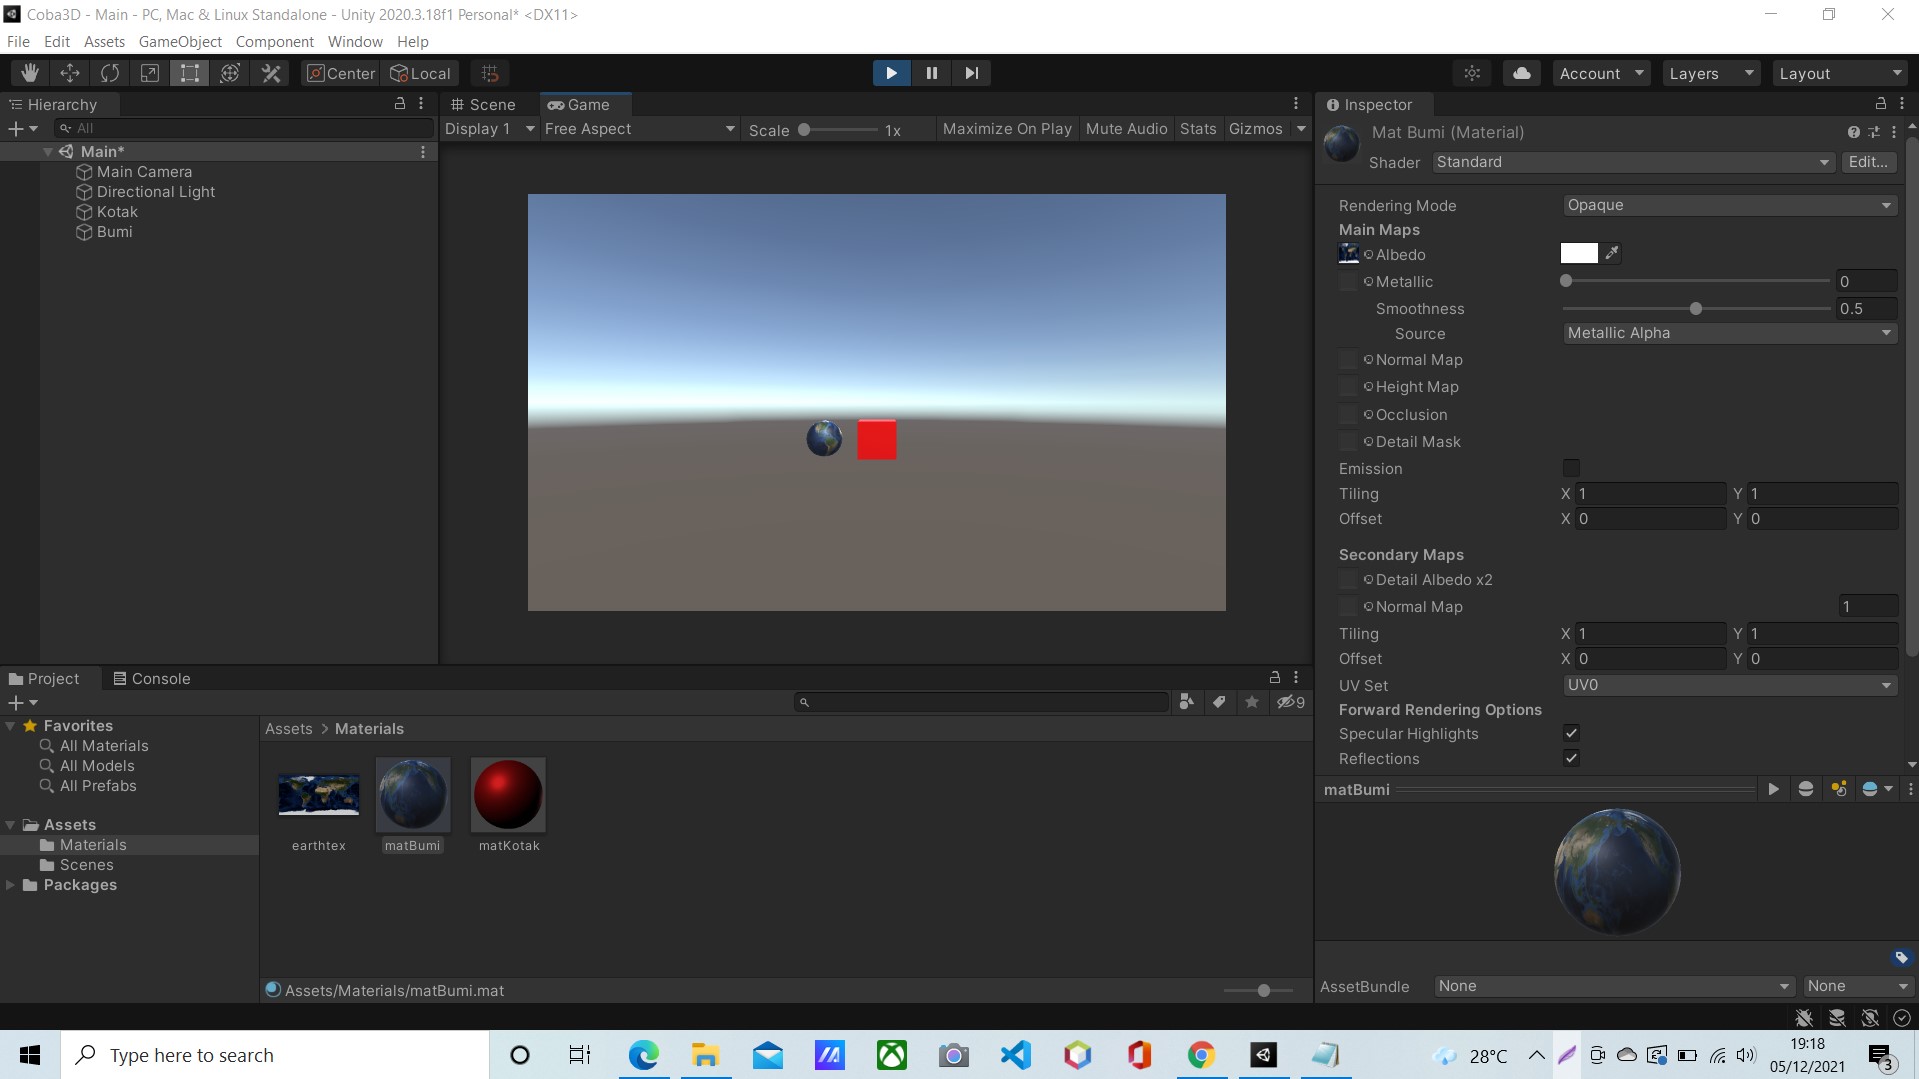 Coba3D - Main - PC, Mac & Linux Standalone - Unity 2020.3.18f1 Personal* <DX11>
File Edit Assets GameObject Component Window Help
Center Local Account Layers Layout
Hierarchy
All
Main*
Main Camera
Directional Light
Kotak
Bumi
Scene Game
Display 1 Free Aspect Scale 1x Maximize On Play Mute Audio Stats Gizmos
Inspector
Mat Bumi (Material)
Shader Standard Edit...
Rendering Mode Opaque
Main Maps
Albedo
Metallic 0
Smoothness 0.5
Source Metallic Alpha
Normal Map
Height Map
Occlusion
Detail Mask
Emission
Tiling X 1 Y 1
Offset X 0 Y 0
Secondary Maps
Detail Albedo x2
Normal Map 1
Tiling X 1 Y 1
Offset X 0 Y 0
UV Set UV0
Forward Rendering Options
Specular Highlights
Reflections
matBumi
AssetBundle None None
Project Console
9
Favorites
All Materials
All Models
All Prefabs
Assets
Materials
Scenes
Packages
Assets > Materials
earthtex matBumi matKotak
Assets/Materials/matBumi.mat
Type here to search
28°C
19:18
05/12/2021
3